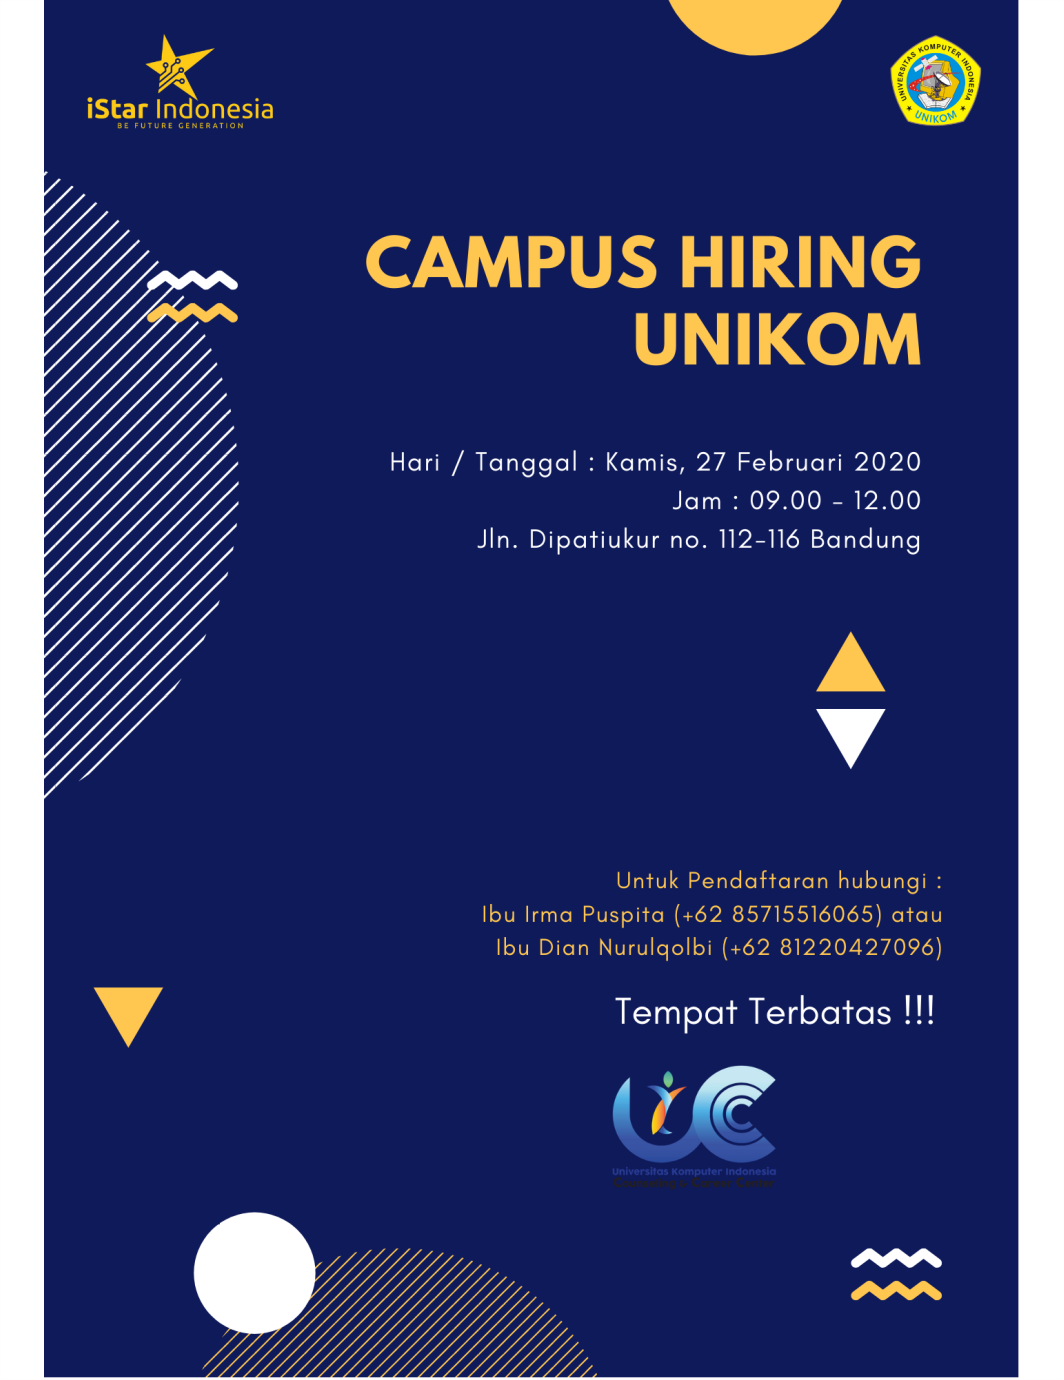 iStar Indonesia
BE FUTURE GENERATION
UNIVERSITAS KOMPUTER INDONESIA
UNIKOM
CAMPUS HIRING
UNIKOM
Hari / Tanggal : Kamis, 27 Februari 2020
Jam : 09.00 - 12.00
Jln. Dipatiukur no. 112-116 Bandung
Untuk Pendaftaran hubungi :
Ibu Irma Puspita (+62 85715516065) atau
Ibu Dian Nurulqolbi (+62 81220427096)
Tempat Terbatas !!!
Universitas Komputer Indonesia